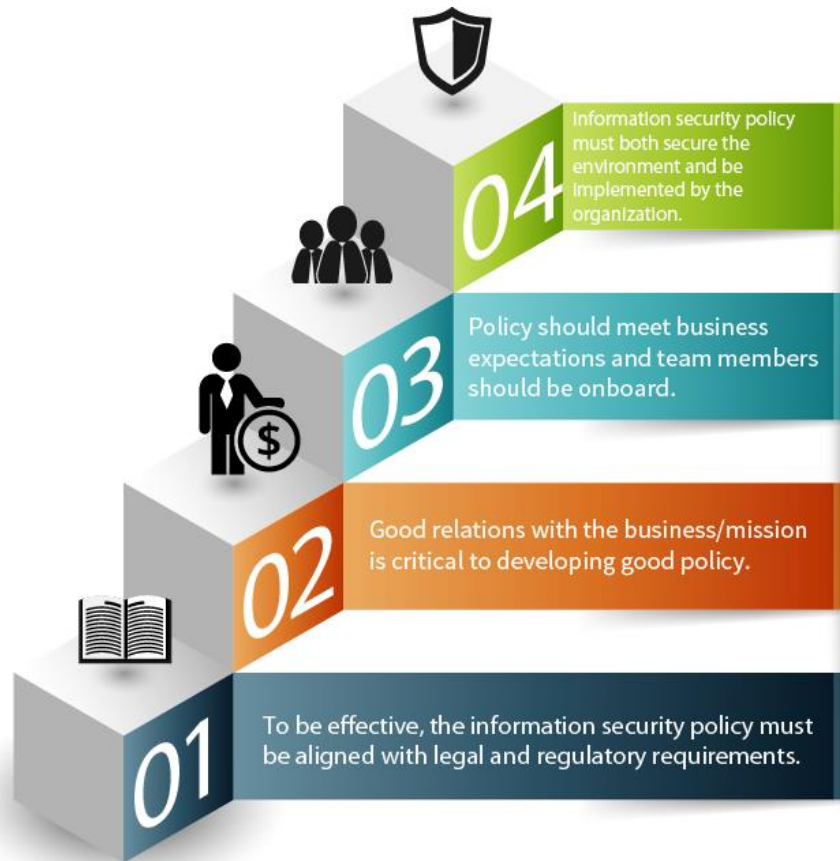 04
Information security policy
must both secure the
environment and be
implemented by the
organization.
03
Policy should meet business
expectations and team members
should be onboard.
$
02
Good relations with the business/mission
is critical to developing good policy.
01
To be effective, the information security policy must
be aligned with legal and regulatory requirements.